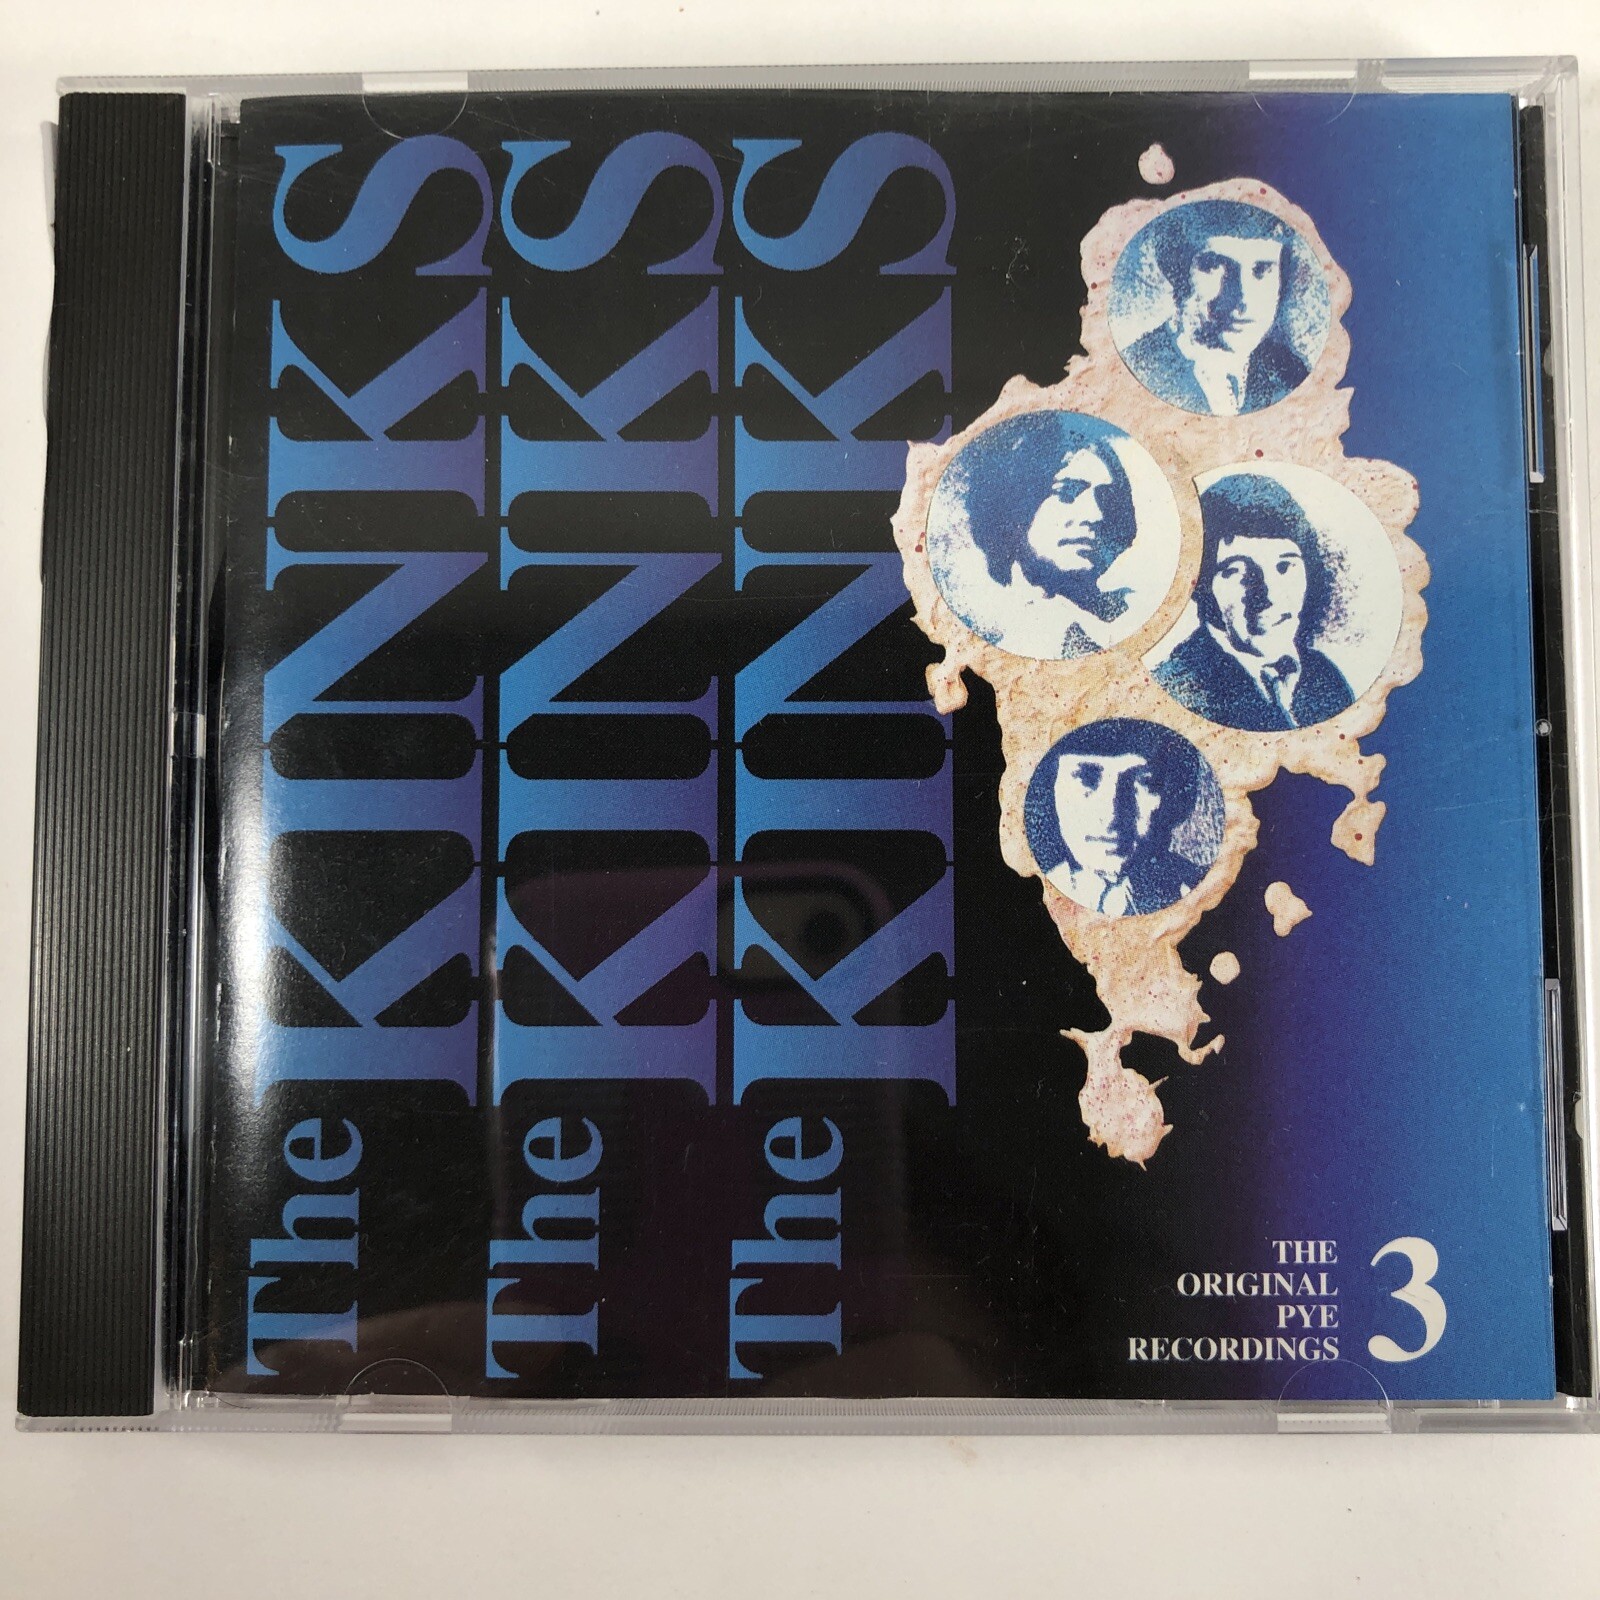 The KINKS
The KINKS
The KINKS
THE
ORIGINAL
PYE
RECORDINGS
3